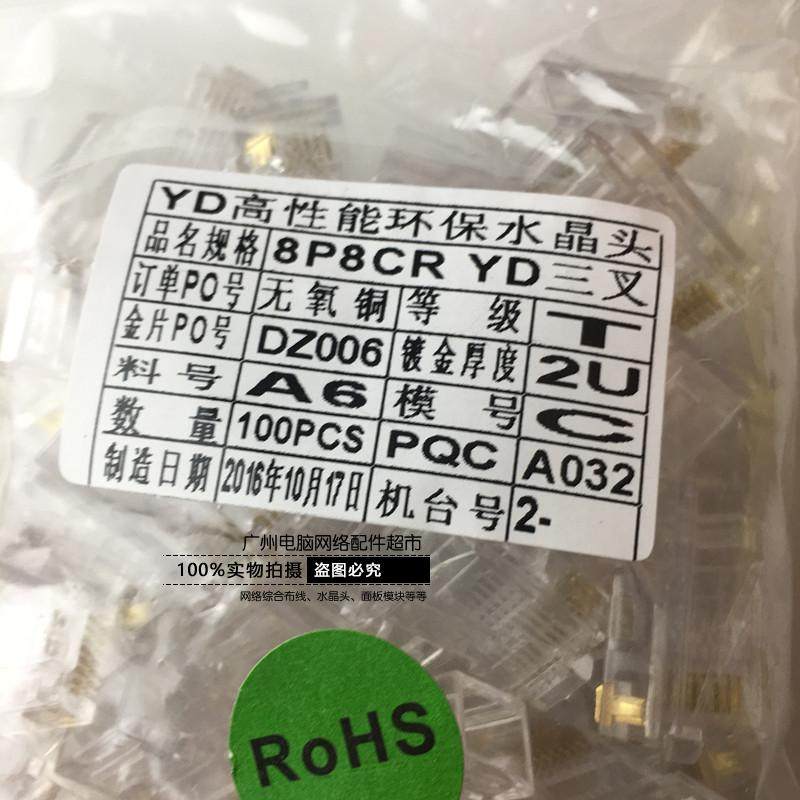 YD高性能环保水晶头
品名规格 8P8CR YD三叉
订单PO号 无氧铜 等级 T
金片PO号 DZ006 镀金厚度 2U
料号 A6 模号 C
数量 100PCS PQC A032
制造日期 2016年10月17日 机台号 2-
广州电脑网络配件超市
100%实物拍摄 盗图必究
网络综合布线、水晶头、面板模块等等
RoHS